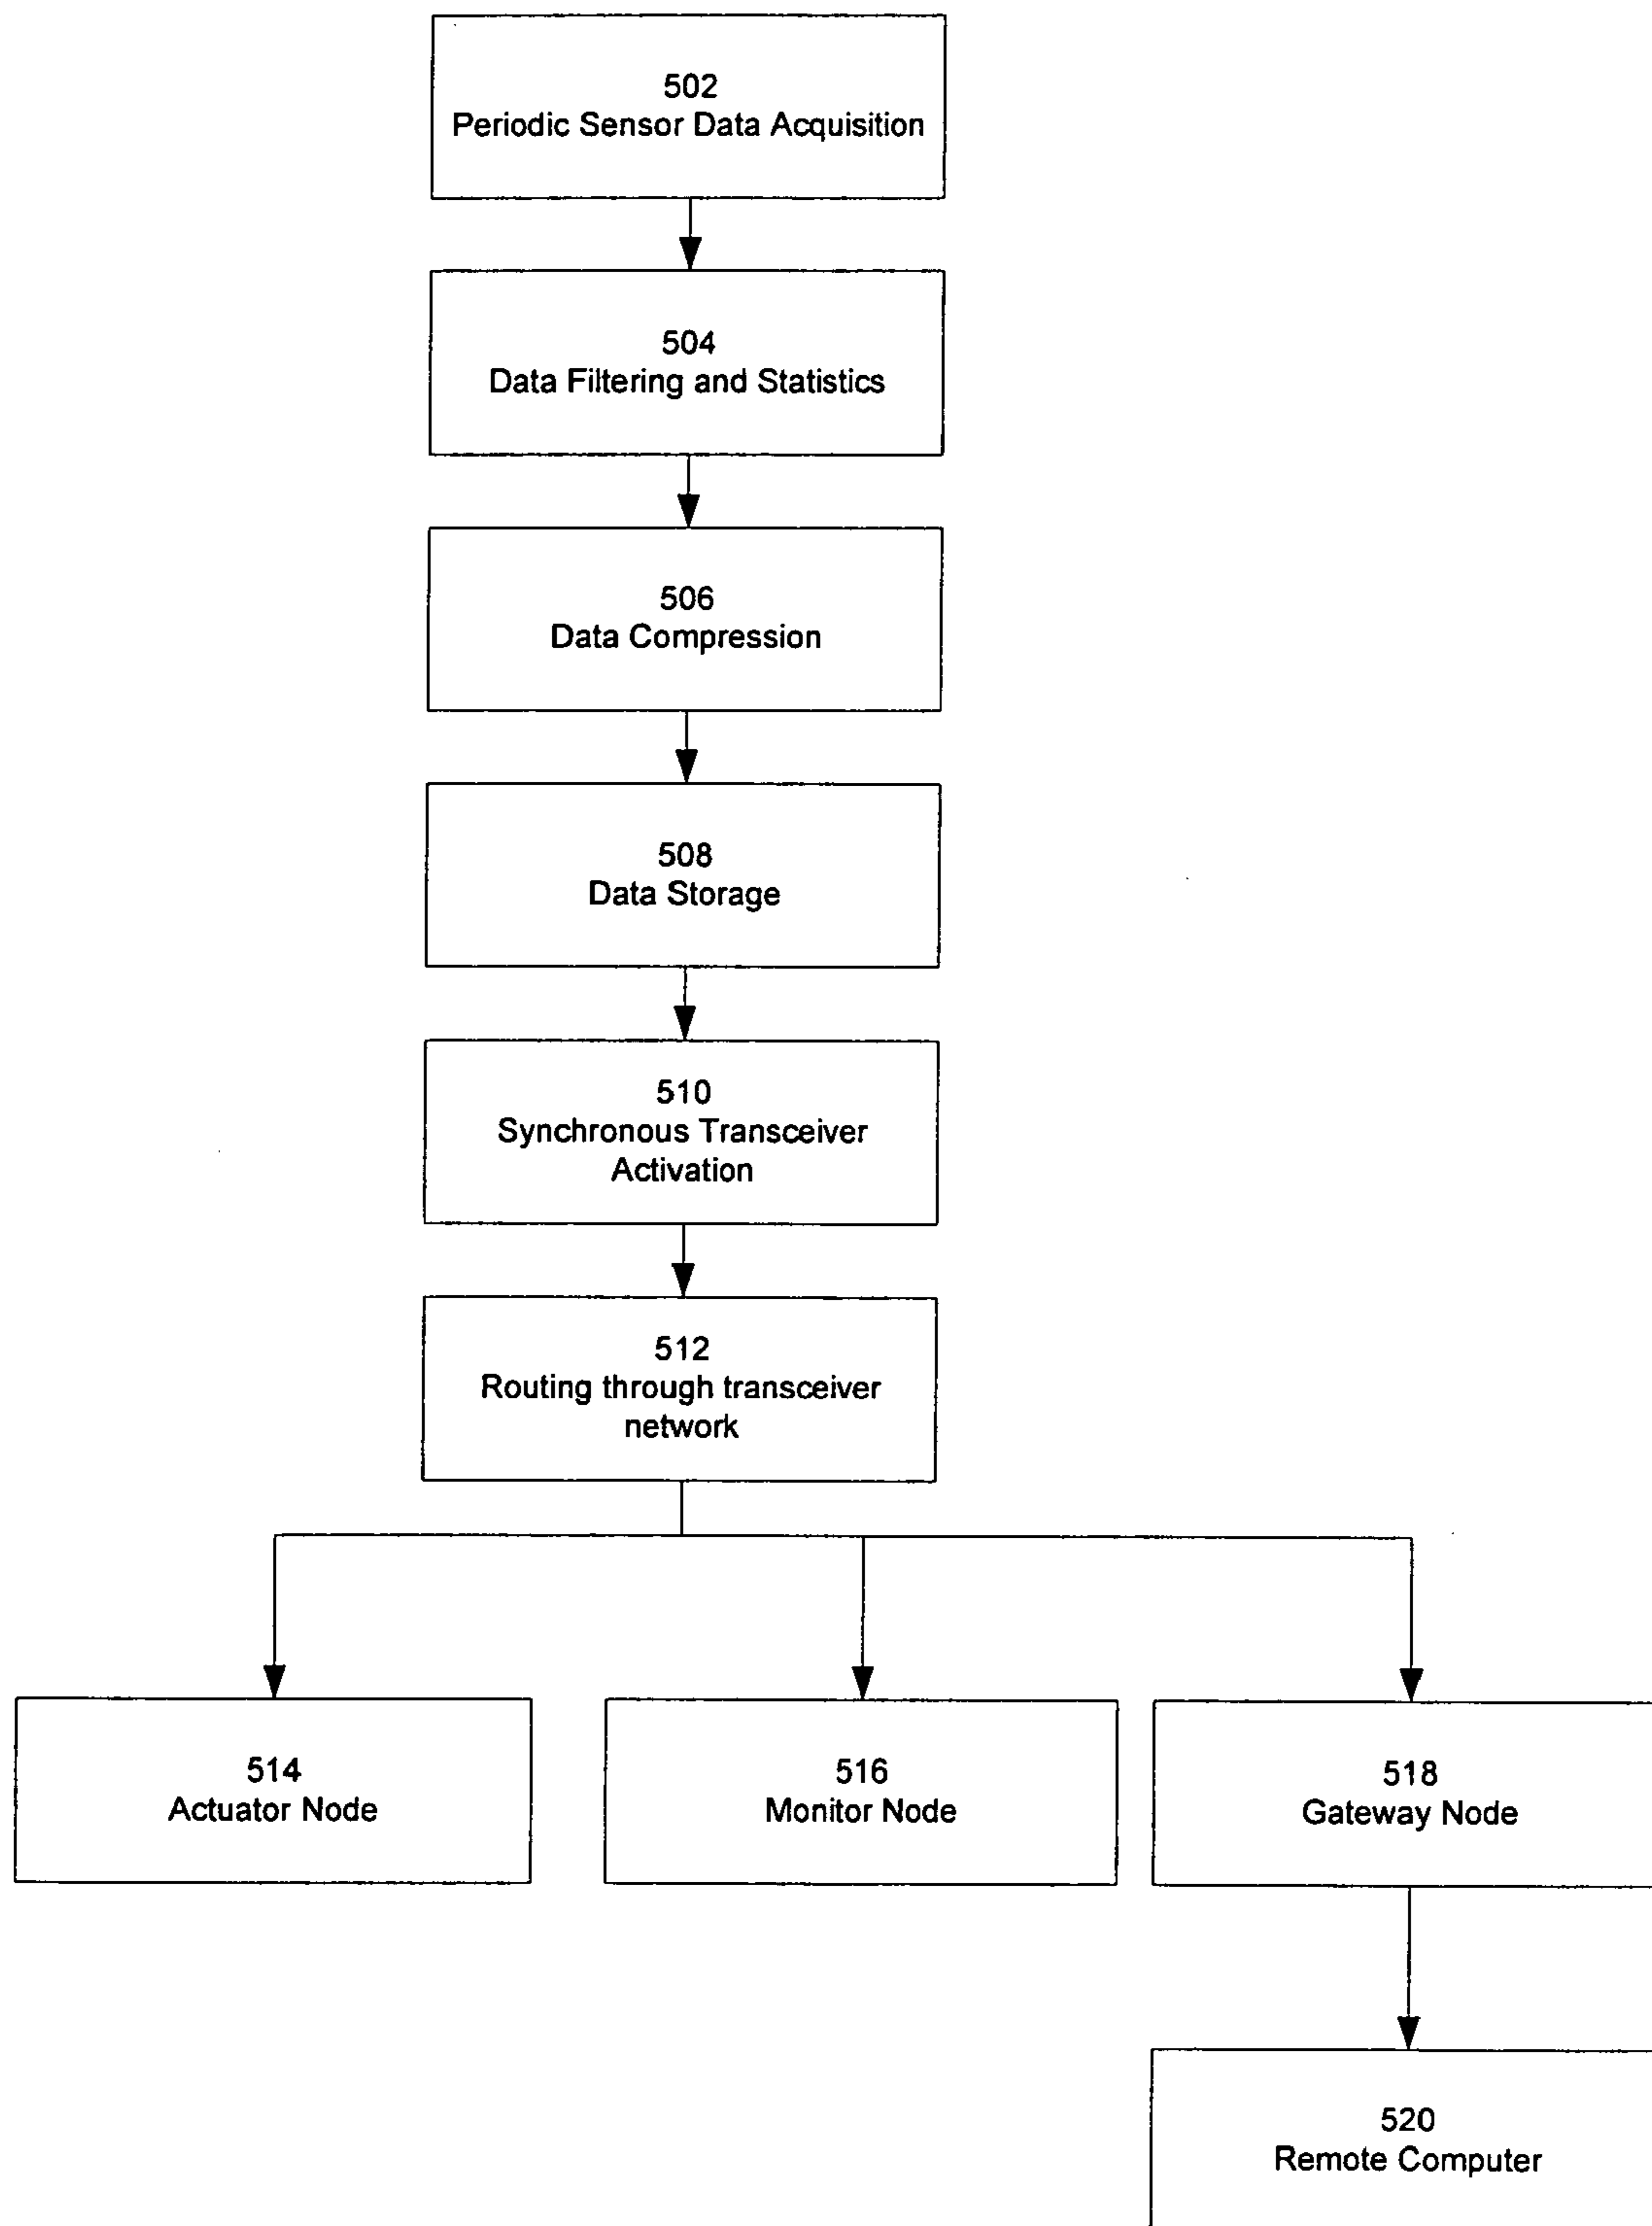 502
Periodic Sensor Data Acquisition
504
Data Filtering and Statistics
506
Data Compression
508
Data Storage
510
Synchronous Transceiver
Activation
512
Routing through transceiver
network
514
Actuator Node
516
Monitor Node
518
Gateway Node
520
Remote Computer